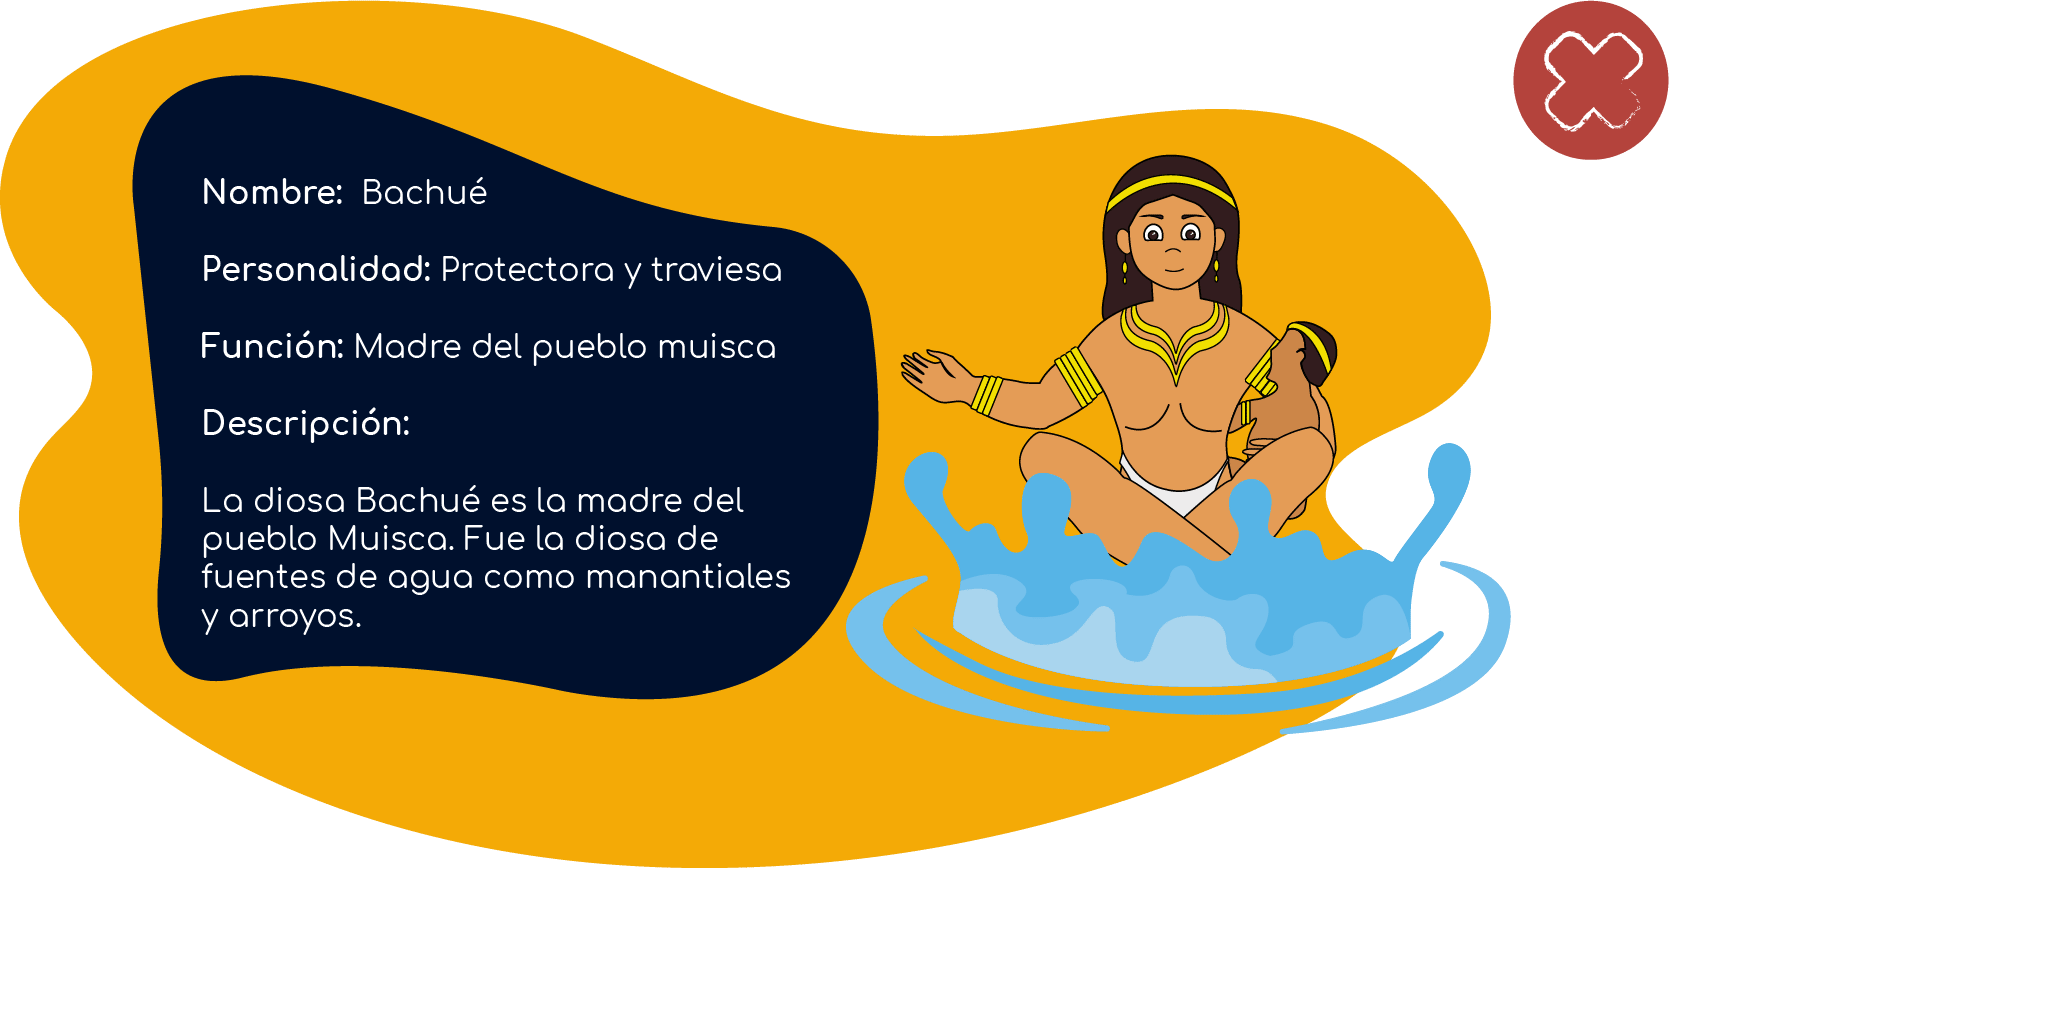 Nombre: Bachué
Personalidad: Protectora y traviesa
Función: Madre del pueblo muisca
Descripción:
La diosa Bachué es la madre del
pueblo Muisca. Fue la diosa de
fuentes de agua como manantiales
y arroyos.